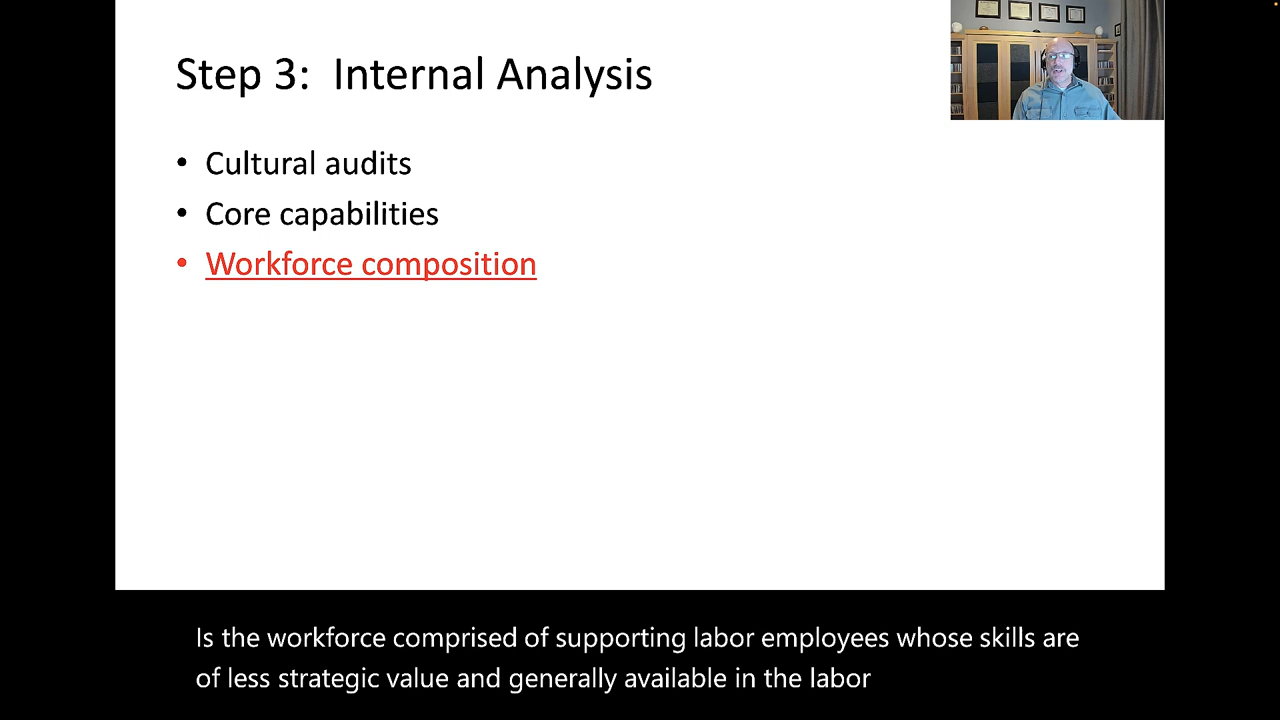 Step 3: Internal Analysis
• Cultural audits
• Core capabilities
• Workforce composition
Is the workforce comprised of supporting labor employees whose skills are
of less strategic value and generally available in the labor